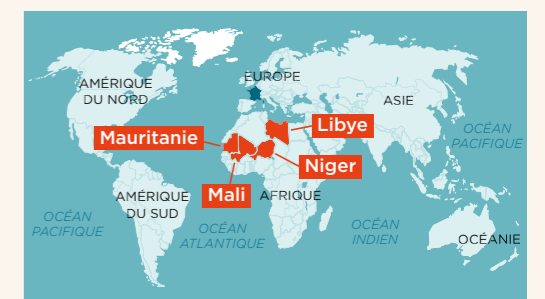 EUROPE
AMÉRIQUE
DU NORD
ASIE
Libye
OCÉAN
PACIFIQUE
Mauritanie
Niger
Mali
AMÉRIQUE
DU SUD
AFRIQUE
OCÉAN
PACIFIQUE
OCÉAN
ATLANTIQUE
OCÉAN
INDIEN
OCÉANIE